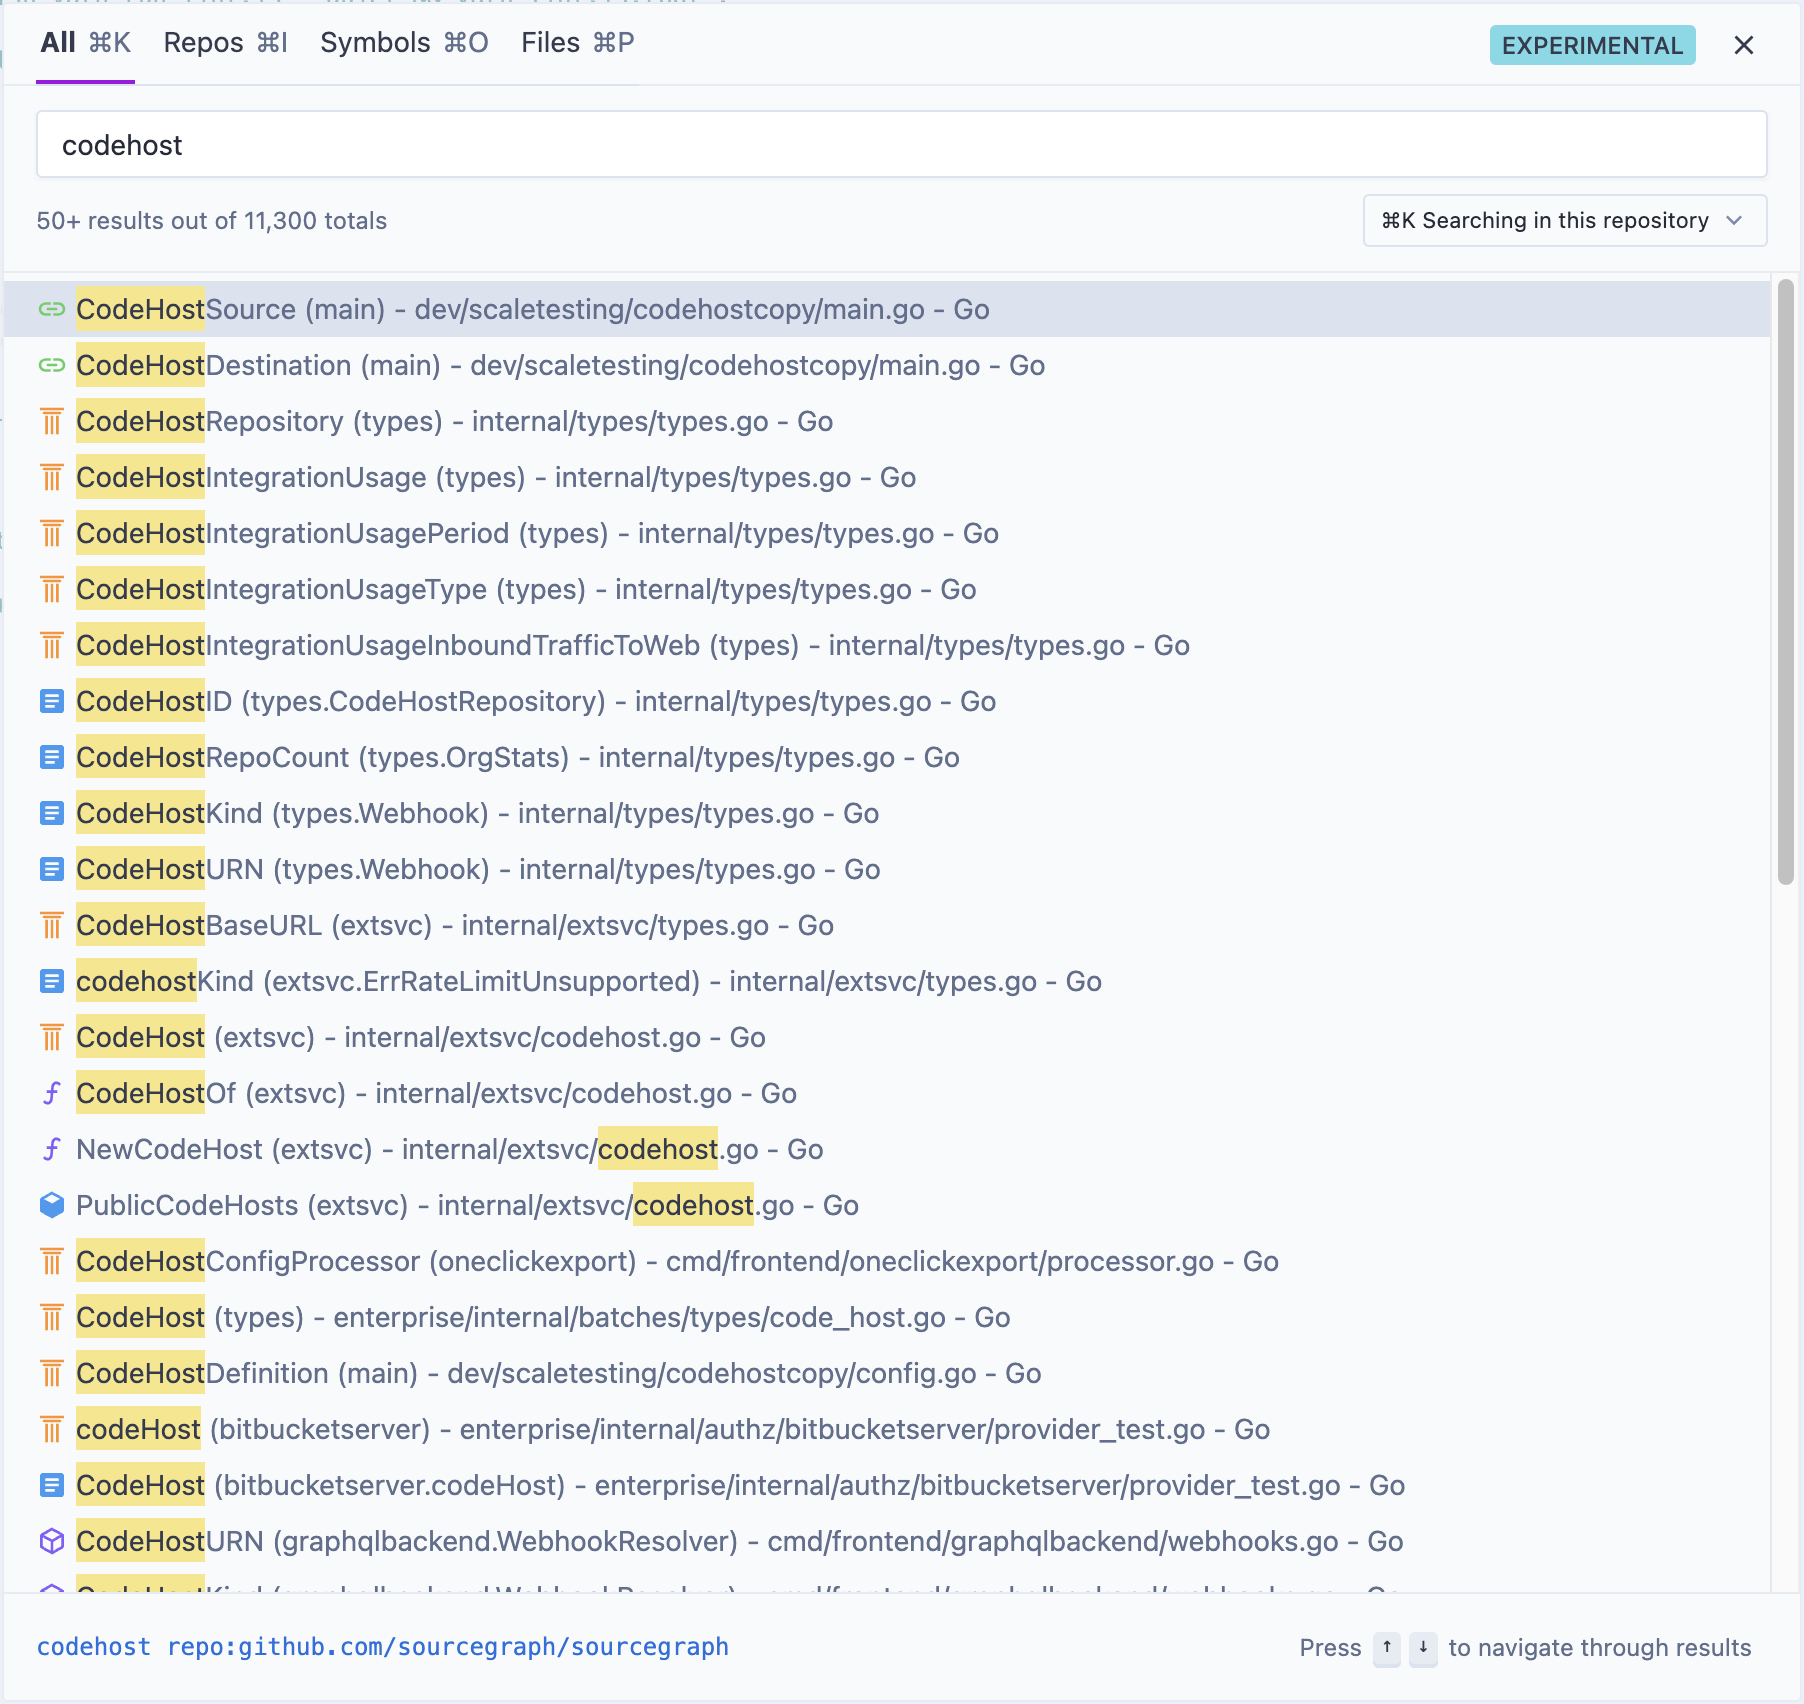 All ⌘K Repos ⌘I Symbols ⌘O Files ⌘P EXPERIMENTAL
codehost
50+ results out of 11,300 totals ⌘K Searching in this repository
CodeHostSource (main) - dev/scaletesting/codehostcopy/main.go - Go
CodeHostDestination (main) - dev/scaletesting/codehostcopy/main.go - Go
CodeHostRepository (types) - internal/types/types.go - Go
CodeHostIntegrationUsage (types) - internal/types/types.go - Go
CodeHostIntegrationUsagePeriod (types) - internal/types/types.go - Go
CodeHostIntegrationUsageType (types) - internal/types/types.go - Go
CodeHostIntegrationUsageInboundTrafficToWeb (types) - internal/types/types.go - Go
CodeHostID (types.CodeHostRepository) - internal/types/types.go - Go
CodeHostRepoCount (types.OrgStats) - internal/types/types.go - Go
CodeHostKind (types.Webhook) - internal/types/types.go - Go
CodeHostURN (types.Webhook) - internal/types/types.go - Go
CodeHostBaseURL (extsvc) - internal/extsvc/types.go - Go
codehostKind (extsvc.ErrRateLimitUnsupported) - internal/extsvc/types.go - Go
CodeHost (extsvc) - internal/extsvc/codehost.go - Go
CodeHostOf (extsvc) - internal/extsvc/codehost.go - Go
NewCodeHost (extsvc) - internal/extsvc/codehost.go - Go
PublicCodeHosts (extsvc) - internal/extsvc/codehost.go - Go
CodeHostConfigProcessor (oneclickexport) - cmd/frontend/oneclickexport/processor.go - Go
CodeHost (types) - enterprise/internal/batches/types/code_host.go - Go
CodeHostDefinition (main) - dev/scaletesting/codehostcopy/config.go - Go
codeHost (bitbucketserver) - enterprise/internal/authz/bitbucketserver/provider_test.go - Go
CodeHost (bitbucketserver.codeHost) - enterprise/internal/authz/bitbucketserver/provider_test.go - Go
CodeHostURN (graphqlbackend.WebhookResolver) - cmd/frontend/graphqlbackend/webhooks.go - Go
CodeHostKind (graphqlbackend.WebhookResolver) - cmd/frontend/graphqlbackend/webhooks.go - Go
codehost repo:github.com/sourcegraph/sourcegraph Press ↑ ↓ to navigate through results